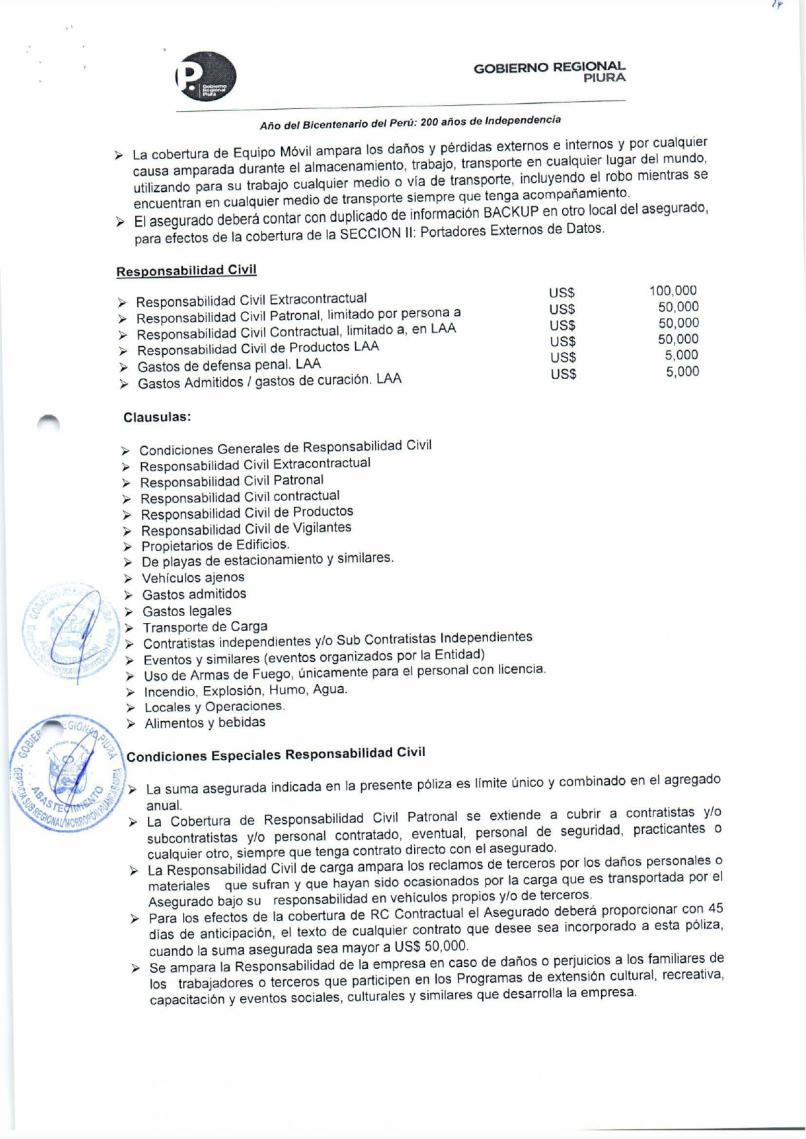 P.
Gobierno
Regional
Piura
GOBIERNO REGIONAL
PIURA
Año del Bicentenario del Perú: 200 años de Independencia
➢ La cobertura de Equipo Móvil ampara los daños y pérdidas externos e internos y por cualquier
causa amparada durante el almacenamiento, trabajo, transporte en cualquier lugar del mundo,
utilizando para su trabajo cualquier medio o vía de transporte, incluyendo el robo mientras se
encuentran en cualquier medio de transporte siempre que tenga acompañamiento.
➢ El asegurado deberá contar con duplicado de información BACKUP en otro local del asegurado,
para efectos de la cobertura de la SECCION II: Portadores Externos de Datos.
Responsabilidad Civil
➢ Responsabilidad Civil Extracontractual US$ 100,000
➢ Responsabilidad Civil Patronal, limitado por persona a US$ 50,000
➢ Responsabilidad Civil Contractual, limitado a, en LAA US$ 50,000
➢ Responsabilidad Civil de Productos LAA US$ 50,000
➢ Gastos de defensa penal. LAA US$ 5,000
➢ Gastos Admitidos / gastos de curación. LAA US$ 5,000
Clausulas:
➢ Condiciones Generales de Responsabilidad Civil
➢ Responsabilidad Civil Extracontractual
➢ Responsabilidad Civil Patronal
➢ Responsabilidad Civil contractual
➢ Responsabilidad Civil de Productos
➢ Responsabilidad Civil de Vigilantes
➢ Propietarios de Edificios.
➢ De playas de estacionamiento y similares.
➢ Vehículos ajenos
➢ Gastos admitidos
➢ Gastos legales
➢ Transporte de Carga
➢ Contratistas independientes y/o Sub Contratistas Independientes
➢ Eventos y similares (eventos organizados por la Entidad)
➢ Uso de Armas de Fuego, únicamente para el personal con licencia.
➢ Incendio, Explosión, Humo, Agua.
➢ Locales y Operaciones.
➢ Alimentos y bebidas
Condiciones Especiales Responsabilidad Civil
➢ La suma asegurada indicada en la presente póliza es límite único y combinado en el agregado
anual.
➢ La Cobertura de Responsabilidad Civil Patronal se extiende a cubrir a contratistas y/o
subcontratistas y/o personal contratado, eventual, personal de seguridad, practicantes o
cualquier otro, siempre que tenga contrato directo con el asegurado.
➢ La Responsabilidad Civil de carga ampara los reclamos de terceros por los daños personales o
materiales que sufran y que hayan sido ocasionados por la carga que es transportada por el
Asegurado bajo su responsabilidad en vehículos propios y/o de terceros.
➢ Para los efectos de la cobertura de RC Contractual el Asegurado deberá proporcionar con 45
días de anticipación, el texto de cualquier contrato que desee sea incorporado a esta póliza,
cuando la suma asegurada sea mayor a US$ 50,000.
➢ Se ampara la Responsabilidad de la empresa en caso de daños o perjuicios a los familiares de
los trabajadores o terceros que participen en los Programas de extensión cultural, recreativa,
capacitación y eventos sociales, culturales y similares que desarrolla la empresa.
ABASTECIMIENTO